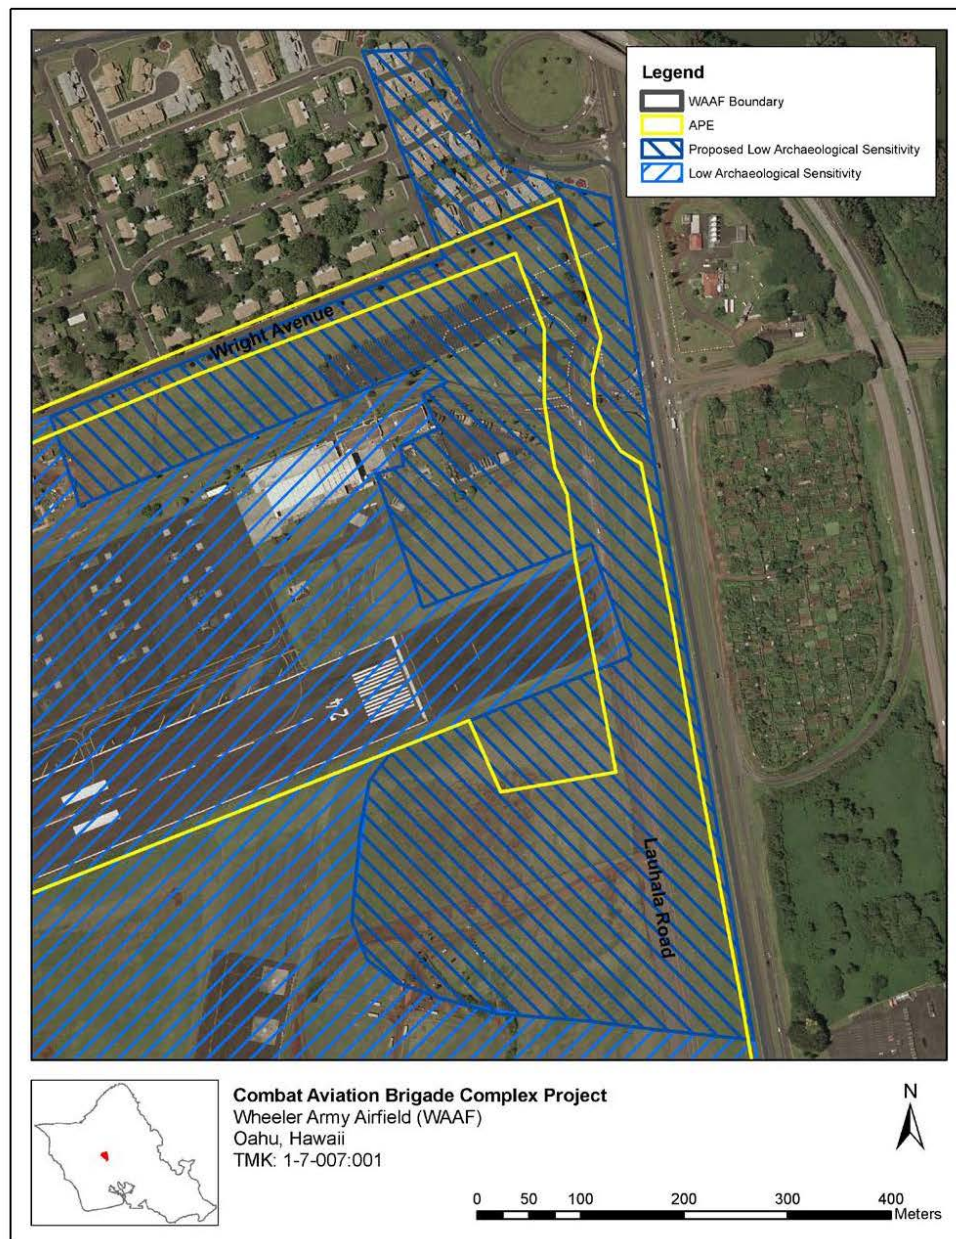 Legend
WAAF Boundary
APE
Proposed Low Archaeological Sensitivity
Low Archaeological Sensitivity
Wright Avenue
24
Lauhala Road
Combat Aviation Brigade Complex Project
Wheeler Army Airfield (WAAF)
Oahu, Hawaii
TMK: 1-7-007:001
N
0 50 100 200 300 400
Meters